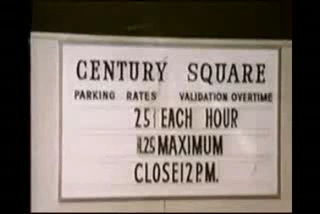 CENTURY SQUARE
PARKING RATES VALIDATION OVERTIME
25¢ EACH HOUR
1.25 MAXIMUM
CLOSE 12 P.M.